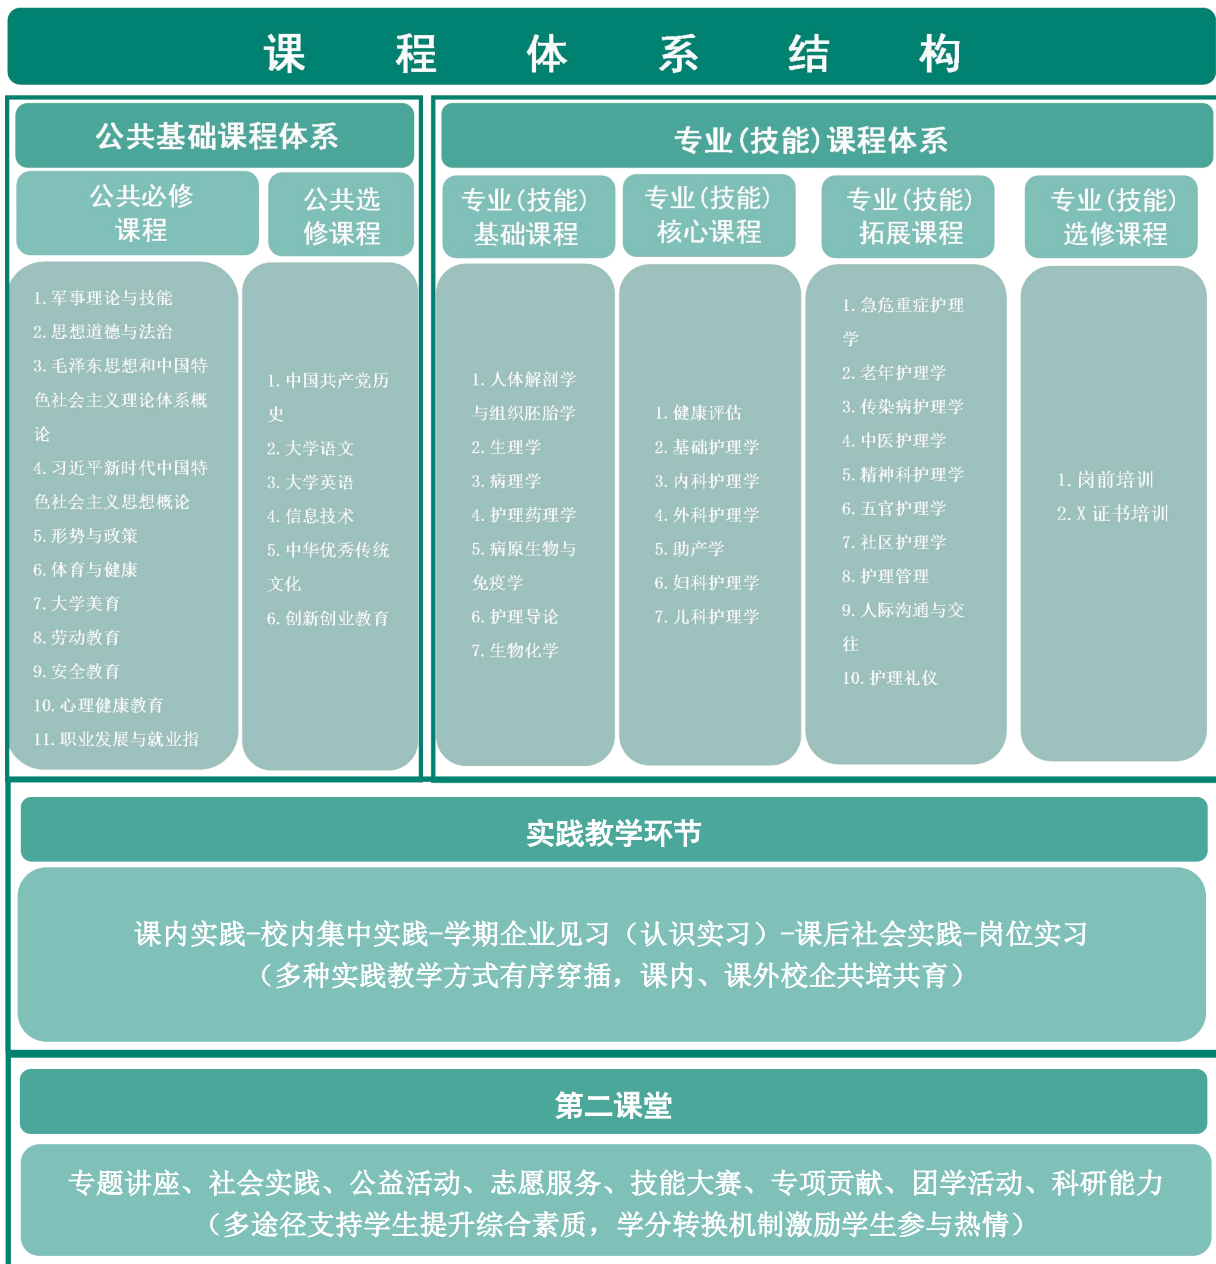 课程体系结构
公共基础课程体系
公共必修
课程
1.军事理论与技能
2.思想道德与法治
3.毛泽东思想和中国特
色社会主义理论体系概
论
4.习近平新时代中国特
色社会主义思想概论
5.形势与政策
6.体育与健康
7.大学美育
8.劳动教育
9.安全教育
10.心理健康教育
11.职业发展与就业指
公共选
修课程
1.中国共产党历
史
2.大学语文
3.大学英语
4.信息技术
5.中华优秀传统
文化
6.创新创业教育
专业(技能)课程体系
专业(技能)
基础课程
1.人体解剖学
与组织胚胎学
2.生理学
3.病理学
4.护理药理学
5.病原生物与
免疫学
6.护理导论
7.生物化学
专业(技能)
核心课程
1.健康评估
2.基础护理学
3.内科护理学
4.外科护理学
5.助产学
6.妇科护理学
7.儿科护理学
专业(技能)
拓展课程
1.急危重症护理
学
2.老年护理学
3.传染病护理学
4.中医护理学
5.精神科护理学
6.五官护理学
7.社区护理学
8.护理管理
9.人际沟通与交
往
10.护理礼仪
专业(技能)
选修课程
1.岗前培训
2.X 证书培训
实践教学环节
课内实践-校内集中实践-学期企业见习（认识实习）-课后社会实践-岗位实习
（多种实践教学方式有序穿插，课内、课外校企共培共育）
第二课堂
专题讲座、社会实践、公益活动、志愿服务、技能大赛、专项贡献、团学活动、科研能力
（多途径支持学生提升综合素质，学分转换机制激励学生参与热情）